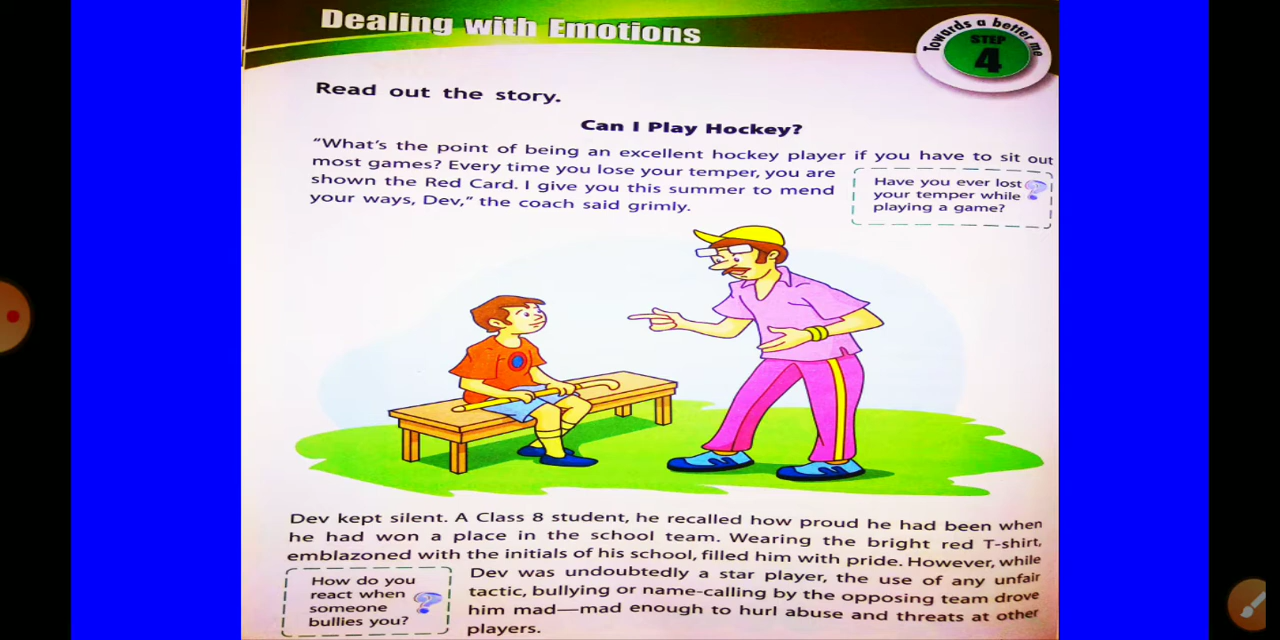 Dealing with Emotions
Towards a better me
STEP
4
Read out the story.
Can I Play Hockey?
“What’s the point of being an excellent hockey player if you have to sit out
most games? Every time you lose your temper, you are
shown the Red Card. I give you this summer to mend
your ways, Dev,” the coach said grimly.
Have you ever lost
your temper while
playing a game?
?
Dev kept silent. A Class 8 student, he recalled how proud he had been when
he had won a place in the school team. Wearing the bright red T-shirt,
emblazoned with the initials of his school, filled him with pride. However, while
Dev was undoubtedly a star player, the use of any unfair
tactic, bullying or name-calling by the opposing team drove
him mad—mad enough to hurl abuse and threats at other
players.
How do you
react when
someone
bullies you?
?